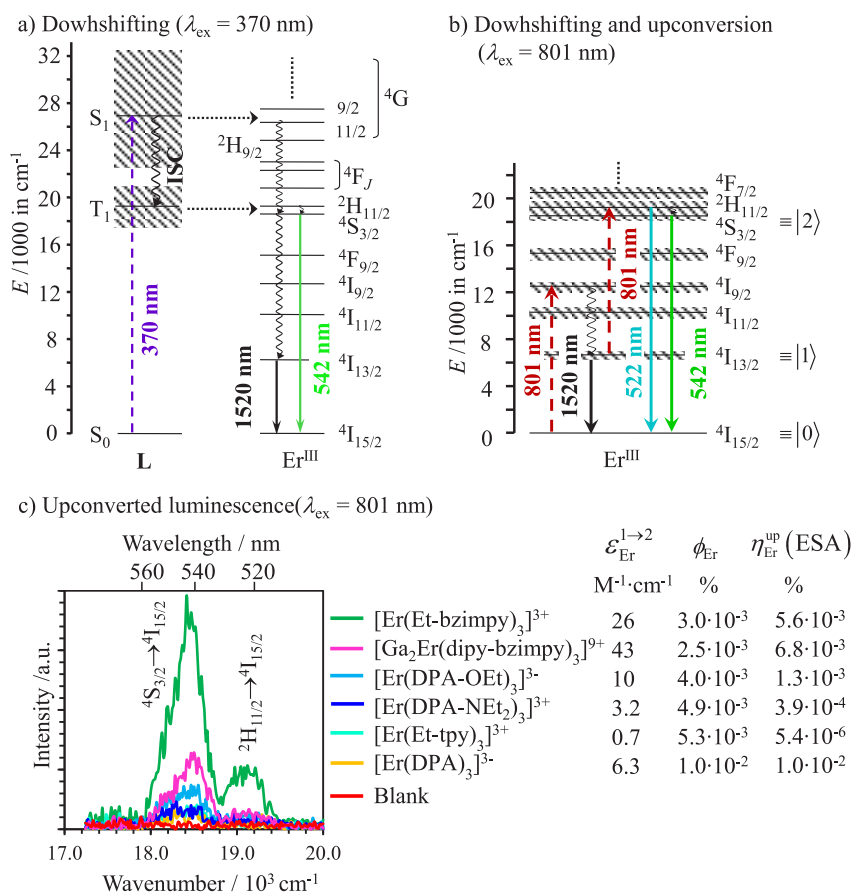 a) Dowhshifting (λex = 370 nm)
E /1000 in cm⁻¹
32
28
24
20
16
12
8
4
0
S₁
T₁
S₀
ISC
370 nm
L
9/2
11/2
⁴G
²H₉/₂
⁴F_J
²H₁₁/₂
⁴S₃/₂
⁴F₉/₂
⁴I₉/₂
⁴I₁₁/₂
⁴I₁₃/₂
⁴I₁₅/₂
1520 nm
542 nm
Er^III
b) Dowhshifting and upconversion
(λex = 801 nm)
E /1000 in cm⁻¹
20
16
12
8
4
0
⁴F₇/₂
²H₁₁/₂
⁴S₃/₂ ≡|2⟩
⁴F₉/₂
⁴I₉/₂
⁴I₁₁/₂
⁴I₁₃/₂ ≡|1⟩
⁴I₁₅/₂ ≡|0⟩
801 nm
1520 nm
801 nm
522 nm
542 nm
Er^III
c) Upconverted luminescence(λex = 801 nm)
Wavelength / nm
560 540 520
Intensity /a.u.
⁴S₃/₂→⁴I₁₅/₂
²H₁₁/₂→⁴I₁₅/₂
17.0 18.0 19.0 20.0
Wavenumber / 10³ cm⁻¹
ε_Er^1→2 ϕ_Er η_Er^up (ESA)
M⁻¹·cm⁻¹ % %
[Er(Et-bzimpy)₃]³⁺ 26 3.0·10⁻³ 5.6·10⁻³
[Ga₂Er(dipy-bzimpy)₃]⁹⁺ 43 2.5·10⁻³ 6.8·10⁻³
[Er(DPA-OEt)₃]³⁻ 10 4.0·10⁻³ 1.3·10⁻³
[Er(DPA-NEt₂)₃]³⁺ 3.2 4.9·10⁻³ 3.9·10⁻⁴
[Er(Et-tpy)₃]³⁺ 0.7 5.3·10⁻³ 5.4·10⁻⁶
[Er(DPA)₃]³⁻ 6.3 1.0·10⁻² 1.0·10⁻²
Blank